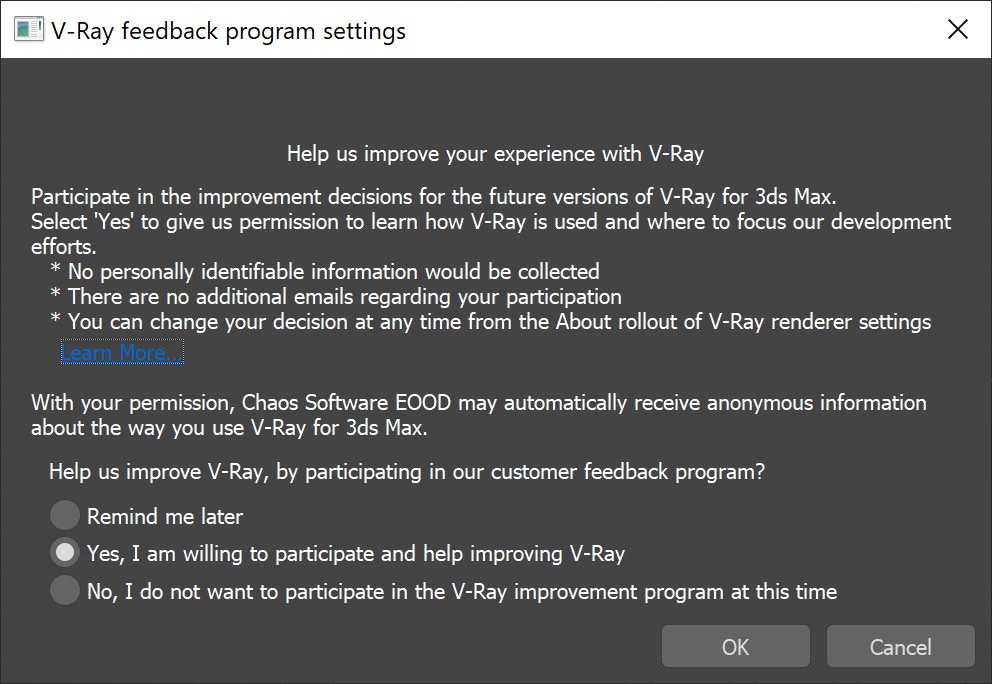 V-Ray feedback program settings
Help us improve your experience with V-Ray
Participate in the improvement decisions for the future versions of V-Ray for 3ds Max.
Select 'Yes' to give us permission to learn how V-Ray is used and where to focus our development
efforts.
* No personally identifiable information would be collected
* There are no additional emails regarding your participation
* You can change your decision at any time from the About rollout of V-Ray renderer settings
Learn More...
With your permission, Chaos Software EOOD may automatically receive anonymous information
about the way you use V-Ray for 3ds Max.
Help us improve V-Ray, by participating in our customer feedback program?
Remind me later
Yes, I am willing to participate and help improving V-Ray
No, I do not want to participate in the V-Ray improvement program at this time
OK
Cancel